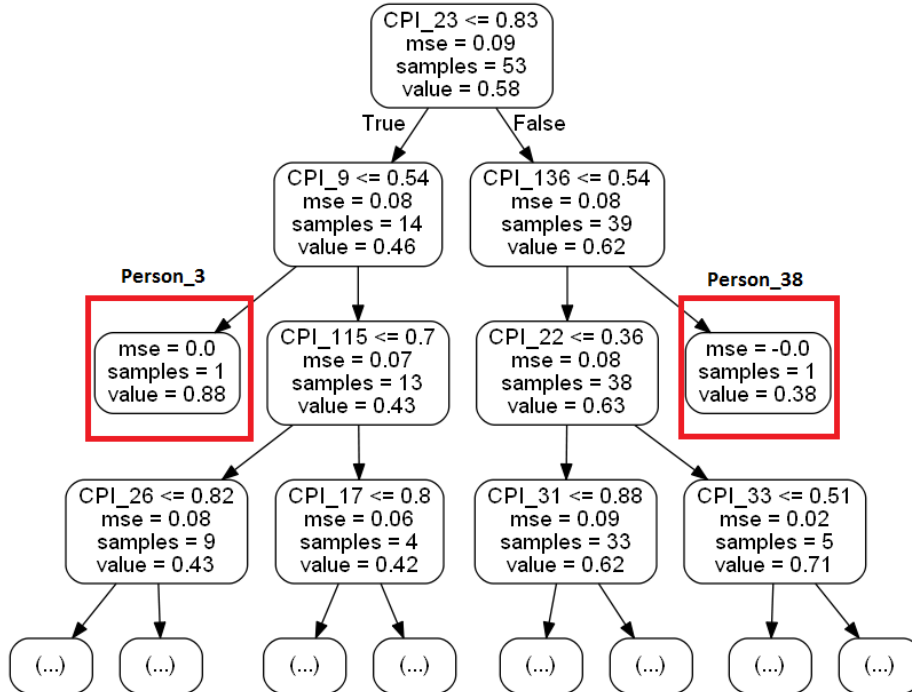 CPI_23 <= 0.83
mse = 0.09
samples = 53
value = 0.58
True
False
CPI_9 <= 0.54
mse = 0.08
samples = 14
value = 0.46
CPI_136 <= 0.54
mse = 0.08
samples = 39
value = 0.62
Person_3
mse = 0.0
samples = 1
value = 0.88
CPI_115 <= 0.7
mse = 0.07
samples = 13
value = 0.43
CPI_22 <= 0.36
mse = 0.08
samples = 38
value = 0.63
Person_38
mse = -0.0
samples = 1
value = 0.38
CPI_26 <= 0.82
mse = 0.08
samples = 9
value = 0.43
CPI_17 <= 0.8
mse = 0.06
samples = 4
value = 0.42
CPI_31 <= 0.88
mse = 0.09
samples = 33
value = 0.62
CPI_33 <= 0.51
mse = 0.02
samples = 5
value = 0.71
(...)
(...)
(...)
(...)
(...)
(...)
(...)
(...)